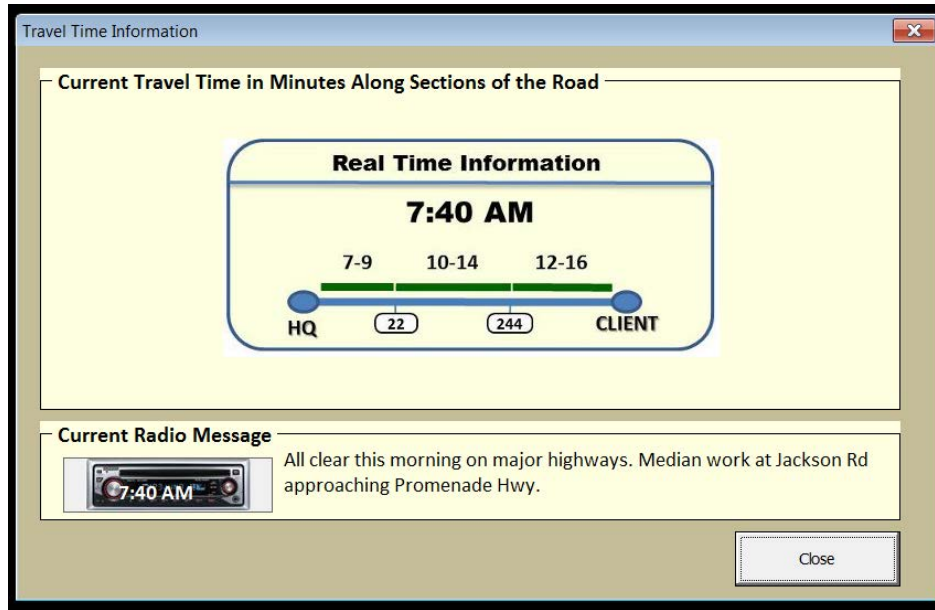 Travel Time Information
Current Travel Time in Minutes Along Sections of the Road
Real Time Information
7:40 AM
7-9 10-14 12-16
HQ 22 244 CLIENT
Current Radio Message
7:40 AM
All clear this morning on major highways. Median work at Jackson Rd
approaching Promenade Hwy.
Close